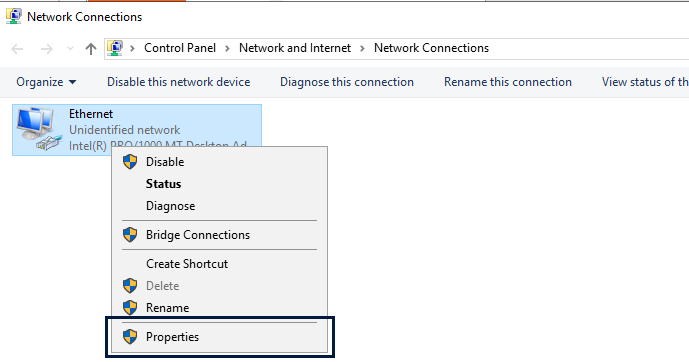 Network Connections
Control Panel > Network and Internet > Network Connections
Organize Disable this network device Diagnose this connection Rename this connection View status of the
Ethernet
Unidentified network
Intel(R) PRO/1000 MT Desktop Ad
Disable
Status
Diagnose
Bridge Connections
Create Shortcut
Delete
Rename
Properties